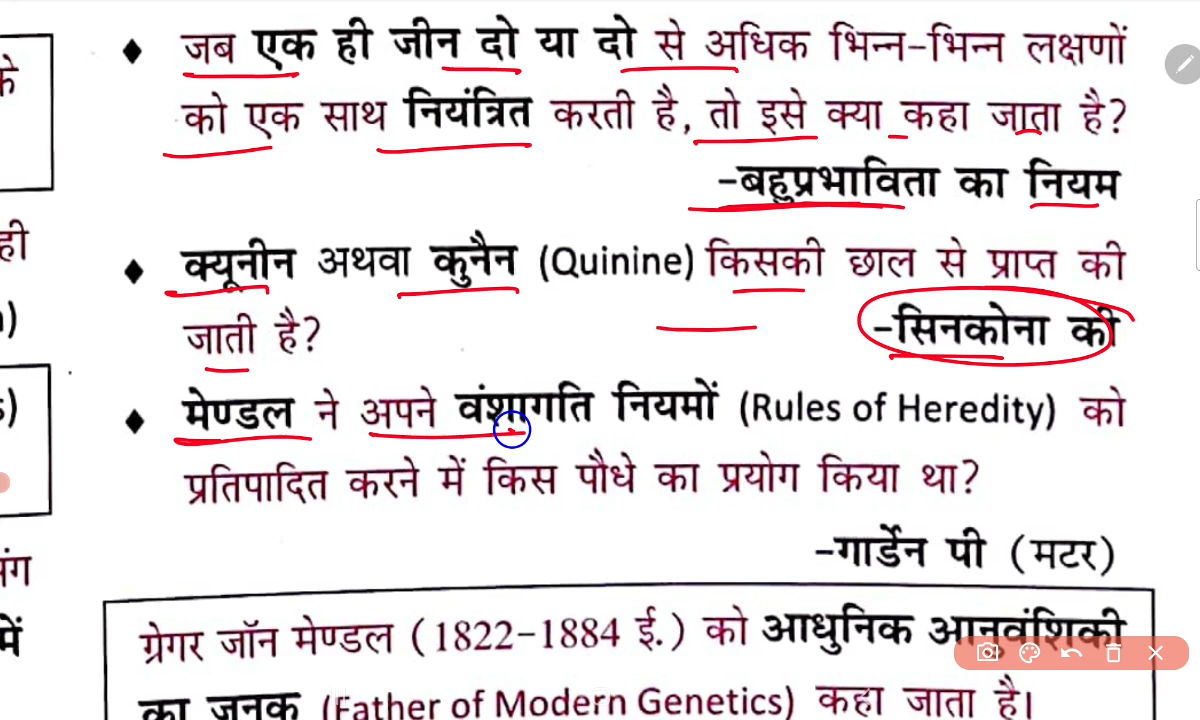 ♦ जब एक ही जीन दो या दो से अधिक भिन्न-भिन्न लक्षणों
को एक साथ नियंत्रित करती है, तो इसे क्या कहा जाता है?
-बहुप्रभाविता का नियम
♦ क्यूनीन अथवा कुनैन (Quinine) किसकी छाल से प्राप्त की
जाती है?
-सिनकोना की
♦ मेण्डल ने अपने वंशागति नियमों (Rules of Heredity) को
प्रतिपादित करने में किस पौधे का प्रयोग किया था?
-गार्डेन पी (मटर)
ग्रेगर जॉन मेण्डल (1822-1884 ई.) को आधुनिक आनुवंशिकी
का जनक (Father of Modern Genetics) कहा जाता है।
के
ही
)
s)
में